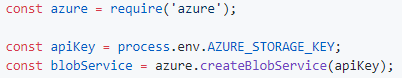 const azure = require('azure');
const apiKey = process.env.AZURE_STORAGE_KEY;
const blobService = azure.createBlobService(apiKey);